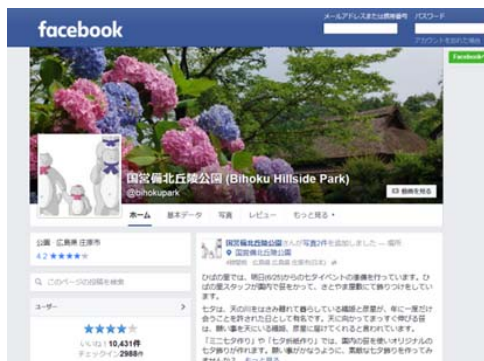 facebook
メールアドレスまたは携帯番号
パスワード
アカウントを忘れた場合
国営備北丘陵公園 (Bihoku Hillside Park)
@bihokupark
動画を見る
ホーム
基本データ
写真
レビュー
もっと見る
公園 · 広島県 庄原市
4.2 ★★★★☆
このページの投稿を検索
ユーザー
いいね！10,431件
チェックイン2988件
国営備北丘陵公園さんが写真2件を追加しました — 場所:
国営備北丘陵公園
ひばの里では、明日(6/25)からの七夕イベントの準備を行っています。ひ
ばの里スタッフが園内で笹をかって、さとやま屋敷にて飾りつけをしてい
ます。
七夕は、天の川をはさみ離れて暮らしている織姫と彦星が、年に一度だけ
会うことを許された日として有名です。天に向かってまっすぐ伸びる笹
は、願い事を天にいる織姫、彦星に届けてくれると言われています。
「ミニ七夕作り」や「折紙飾作り」では、園内の笹を使いオリジナルの
七夕飾りが作れます。願い事がかなうように、素敵な七夕飾りを作ってみ